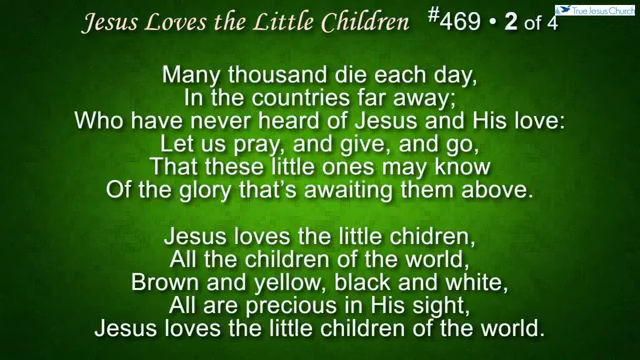 Jesus Loves the Little Children #469 • 2 of 4
True Jesus Church
Many thousand die each day,
In the countries far away;
Who have never heard of Jesus and His love:
Let us pray, and give, and go,
That these little ones may know
Of the glory that's awaiting them above.
Jesus loves the little chidren,
All the children of the world,
Brown and yellow, black and white,
All are precious in His sight,
Jesus loves the little children of the world.